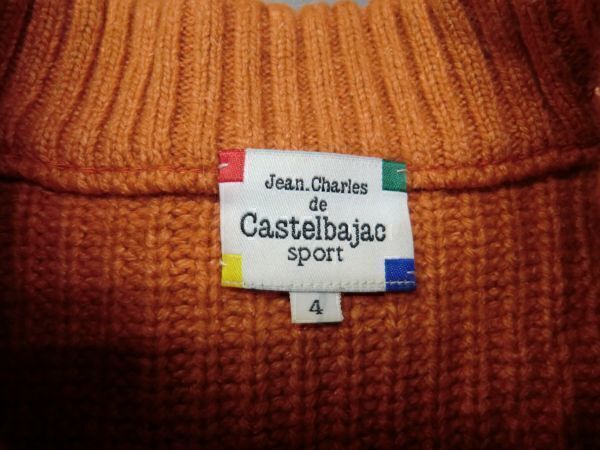 Jean.Charles
de
Castelbajac
sport
4